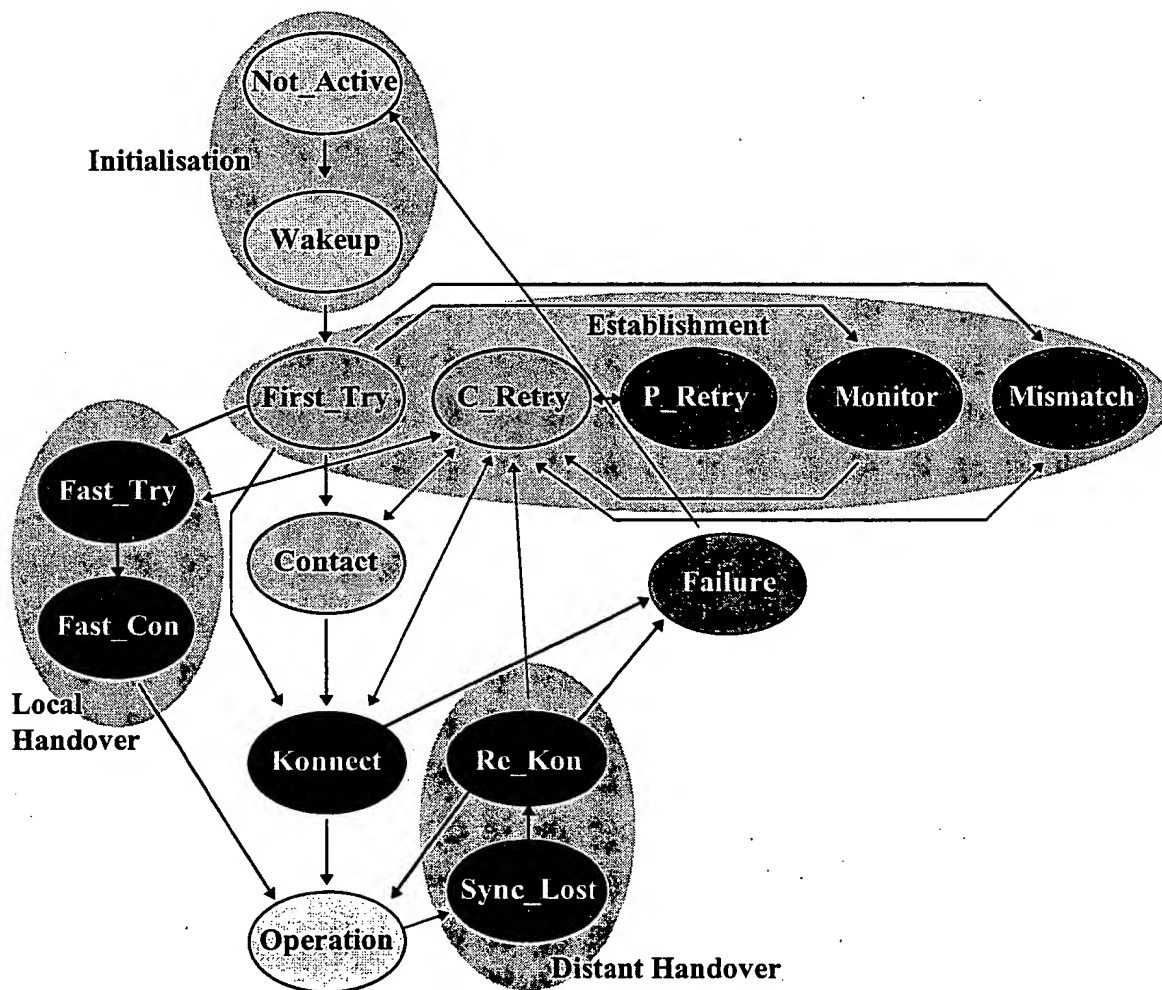 Not_Active
Initialisation
Wakeup
Establishment
First_Try
C_Retry
P_Retry
Monitor
Mismatch
Fast_Try
Contact
Failure
Fast_Con
Local
Handover
Konnect
Re_Kon
Sync_Lost
Operation
Distant Handover